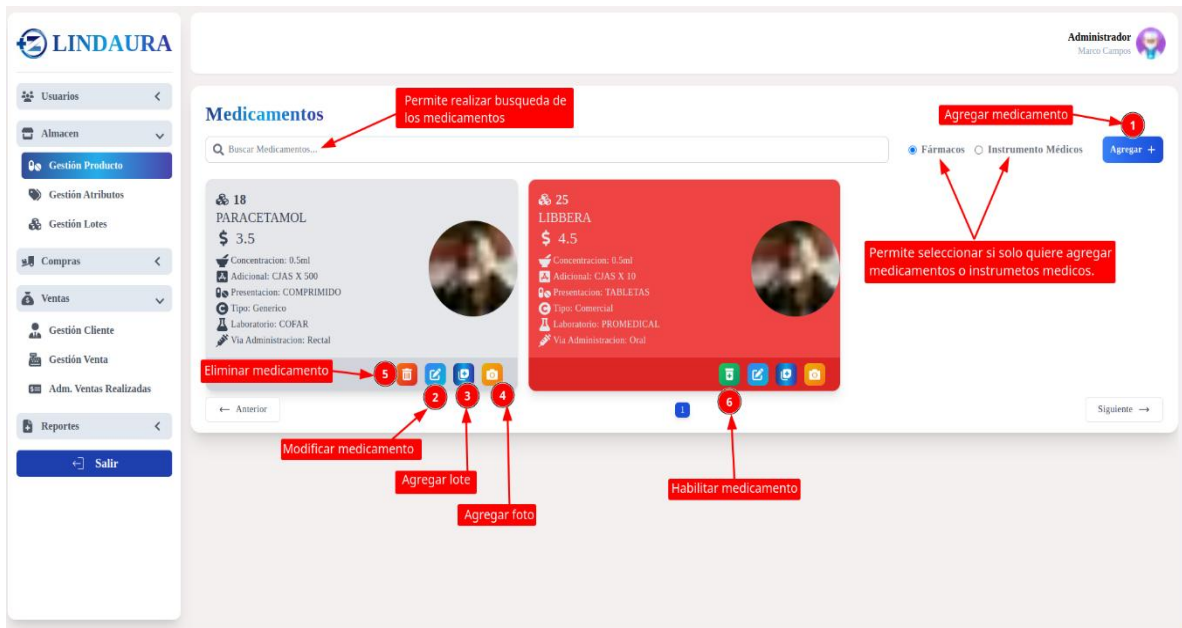 LINDAURA
Administrador
Marco Campos
Usuarios
Almacen
Gestión Producto
Gestión Atributos
Gestión Lotes
Compras
Ventas
Gestión Cliente
Gestión Venta
Adm. Ventas Realizadas
Reportes
Salir
Medicamentos
Permite realizar busqueda de
los medicamentos
Agregar medicamento
1
Buscar Medicamentos...
Fármacos
Instrumento Médicos
Agregar +
Permite seleccionar si solo quiere agregar
medicamentos o instrumetos medicos.
18
PARACETAMOL
$ 3.5
Concentracion: 0.5ml
Adicional: CJAS X 500
Presentacion: COMPRIMIDO
Tipo: Generico
Laboratorio: COFAR
Via Administracion: Rectal
25
LIBBERA
$ 4.5
Concentracion: 0.5ml
Adicional: CJAS X 10
Presentacion: TABLETAS
Tipo: Comercial
Laboratorio: PROMEDICAL
Via Administracion: Oral
Eliminar medicamento
5
2
3
4
6
← Anterior
1
Siguiente →
Modificar medicamento
Agregar lote
Agregar foto
Habilitar medicamento